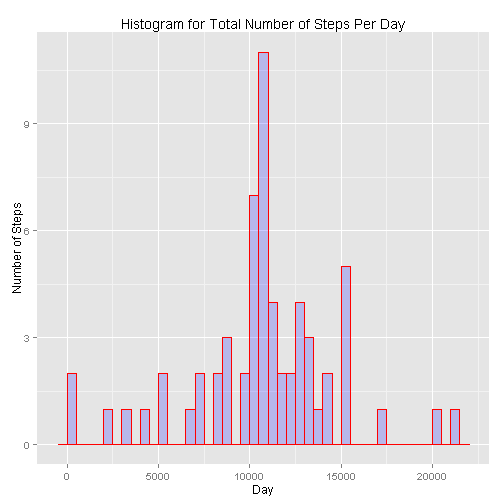 Histogram for Total Number of Steps Per Day
Number of Steps
9
6
3
0
0 5000 10000 15000 20000
Day